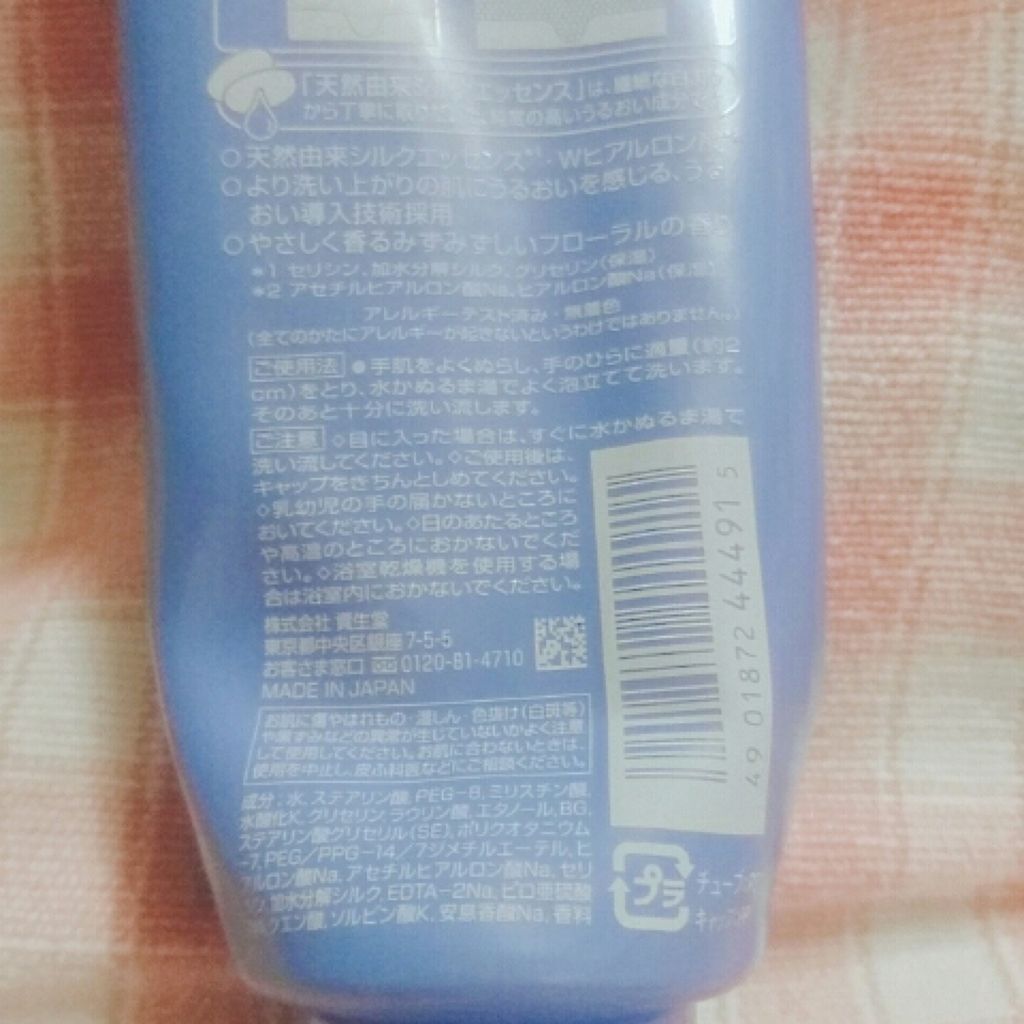 「天然由来シルクエッセンス」は、繊細な
から丁寧に取り
○天然由来シルクエッセンス*1・Wヒアルロン
○より洗い上がりの肌にうるおいを感じる、うる
おい導入技術採用
○やさしく香るみずみずしいフローラルの香り
*1 セリシン、加水分解シルク、グリセリン(保湿)
*2 アセチルヒアルロン酸Na、ヒアルロン酸Na(保湿)
アレルギーテスト済み・無着色
(全てのかたにアレルギーが起きないというわけではありません。)
ご使用法 ●手肌をよくぬらし、手のひらに適量(約2
cm)をとり、水かぬるま湯でよく泡立てて洗います。
そのあと十分に洗い流します。
ご注意 ◇目に入った場合は、すぐに水かぬるま湯で
洗い流してください。◇ご使用後は、
キャップをきちんとしめてください。
◇乳幼児の手の届かないところに
おいてください。◇日のあたるところ
や高温のところにおかないでくだ
さい。◇浴室乾燥機を使用する場
合は浴室内におかないでください。
株式会社 資生堂
東京都中央区銀座7-5-5
お客さま窓口 0120-81-4710
MADE IN JAPAN
お肌に傷やはれもの・湿しん・色抜け(白斑等)
や黒ずみなどの異常が生じていないかよく注意
して使用してください。お肌に合わないときは、
使用を中止し、皮ふ科医などにご相談ください。
成分:水、ステアリン酸、PEG-8、ミリスチン酸、
水酸化K、グリセリン、ラウリン酸、エタノール、BG、
ステアリン酸グリセリル(SE)、ポリクオタニウム
-7、PEG/PPG-14/7ジメチルエーテル、ヒ
アルロン酸Na、アセチルヒアルロン酸Na、セリ
シン、加水分解シルク、EDTA-2Na、ピロ亜硫酸
クエン酸、ソルビン酸K、安息香酸Na、香料
4 901872 444915
プラ
チューブ
キャップ